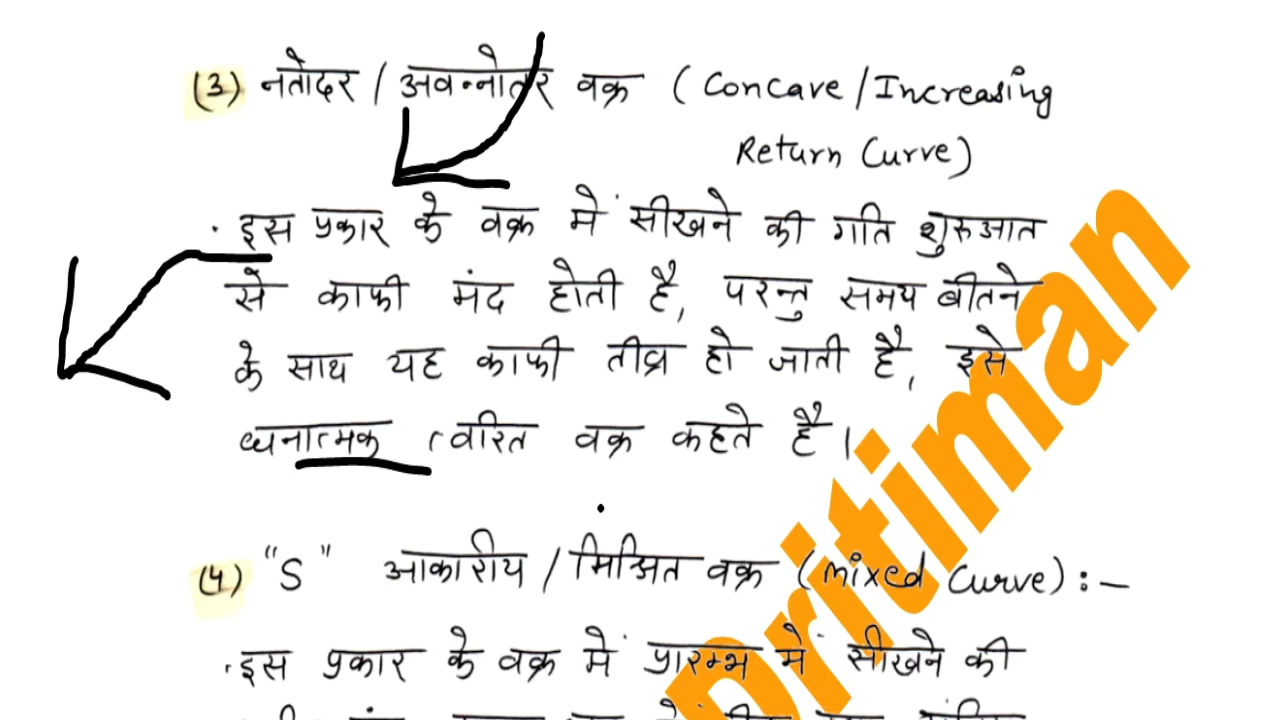 (3) नतोदर / अवन्नोतर वक्र (Concave/Increasing
Return Curve)
· इस प्रकार के वक्र में सीखने की गति शुरुआत
से काफी मंद होती है, परन्तु समय बीतने
के साथ यह काफी तीव्र हो जाती है, इसे
धनात्मक त्वरित वक्र कहते हैं।
(4) "S" आकारीय / मिश्रित वक्र (mixed Curve) : —
· इस प्रकार के वक्र में प्रारम्भ में सीखने की
pritiman